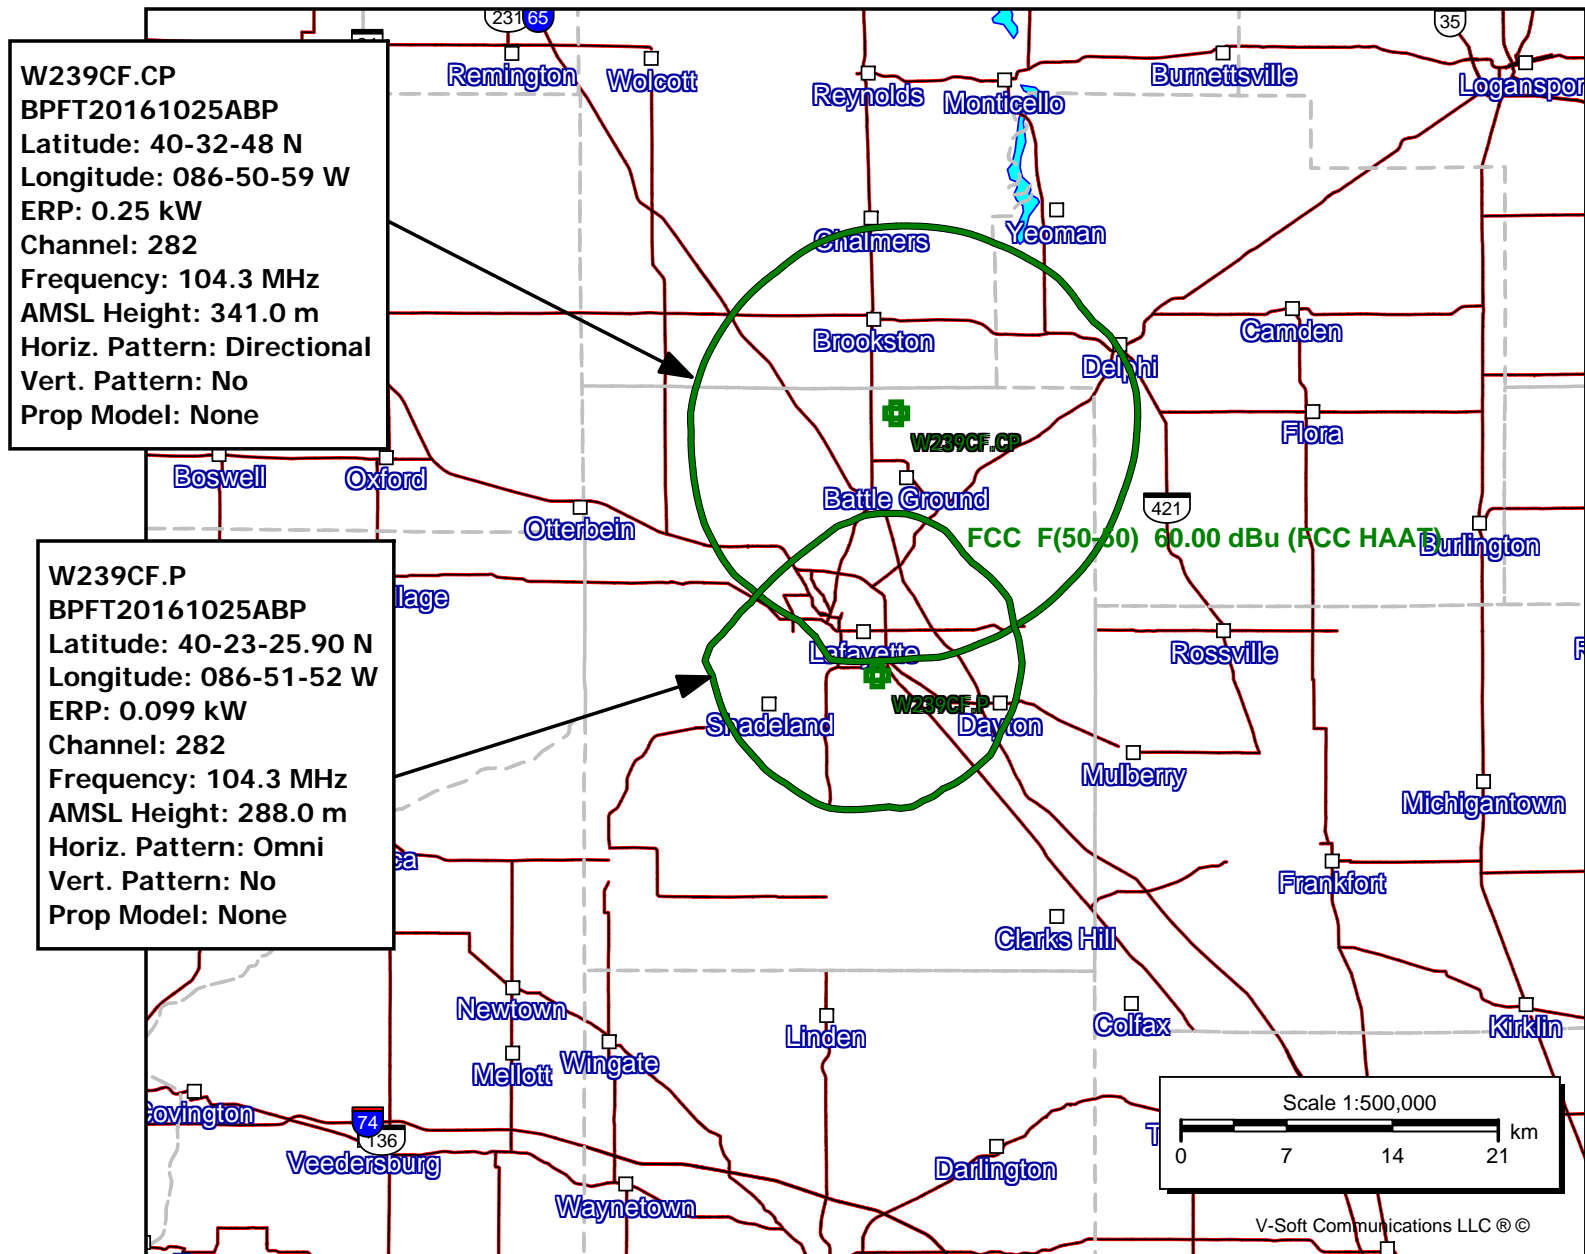 231
65
35
Remington
Wolcott
Reynolds
Monticello
Burnettsville
Loganspor
W239CF.CP
BPFT20161025ABP
Latitude: 40-32-48 N
Longitude: 086-50-59 W
ERP: 0.25 kW
Channel: 282
Frequency: 104.3 MHz
AMSL Height: 341.0 m
Horiz. Pattern: Directional
Vert. Pattern: No
Prop Model: None
Chalmers
Yeoman
Brookston
Delphi
Camden
W239CF.CP
Flora
Boswell
Oxford
Battle Ground
Otterbein
421
FCC F(50-50) 60.00 dBu (FCC HAAT)
Burlington
W239CF.P
BPFT20161025ABP
Latitude: 40-23-25.90 N
Longitude: 086-51-52 W
ERP: 0.099 kW
Channel: 282
Frequency: 104.3 MHz
AMSL Height: 288.0 m
Horiz. Pattern: Omni
Vert. Pattern: No
Prop Model: None
llage
Lafayette
Rossville
W239CF.P
Shadeland
Dayton
Mulberry
Michigantown
ca
Frankfort
Clarks Hill
Newtown
Linden
Colfax
Kirklin
Mellott
Wingate
Covington
74
136
Veedersburg
Darlington
Waynetown
T
Scale 1:500,000
km
0 7 14 21
V-Soft Communications LLC ® ©